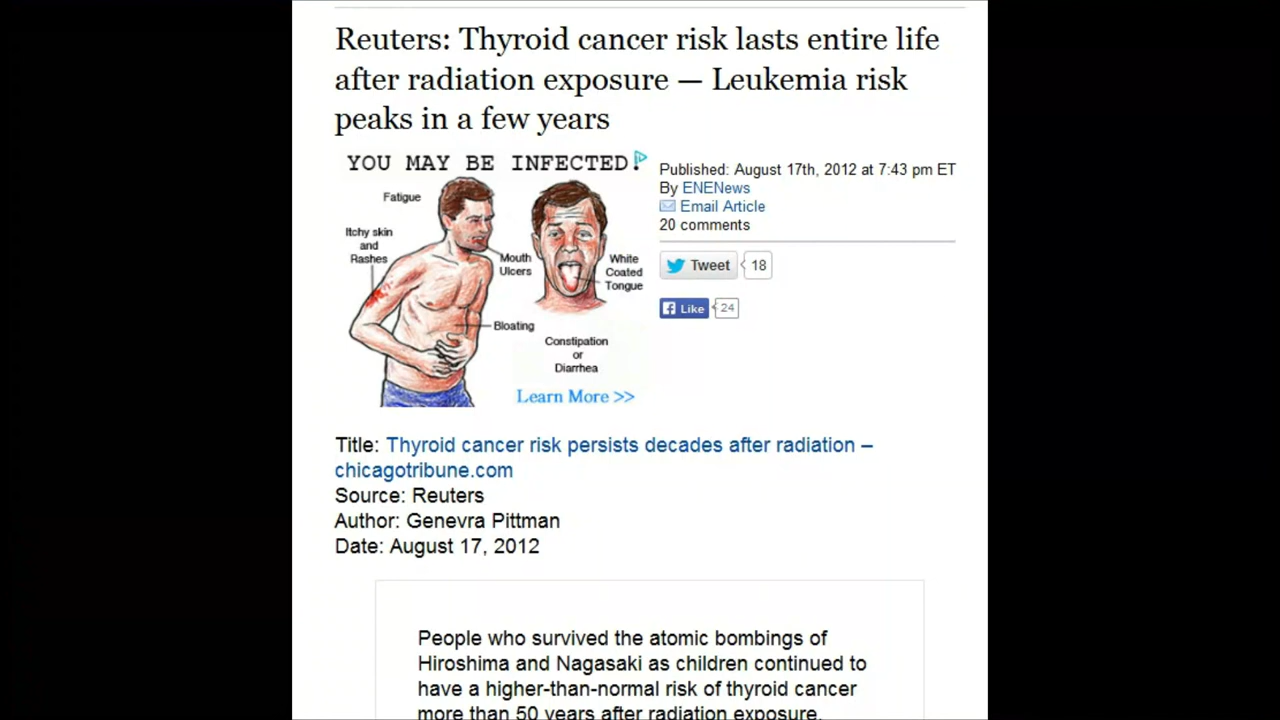 Reuters: Thyroid cancer risk lasts entire life
after radiation exposure — Leukemia risk
peaks in a few years
YOU MAY BE INFECTED!
Fatigue
Itchy skin
and
Rashes
Mouth
Ulcers
White
Coated
Tongue
Bloating
Constipation
or
Diarrhea
Learn More >>
Published: August 17th, 2012 at 7:43 pm ET
By ENENews
Email Article
20 comments
Tweet 18
Like 24
Title: Thyroid cancer risk persists decades after radiation –
chicagotribune.com
Source: Reuters
Author: Genevra Pittman
Date: August 17, 2012
People who survived the atomic bombings of
Hiroshima and Nagasaki as children continued to
have a higher-than-normal risk of thyroid cancer
more than 50 years after radiation exposure.